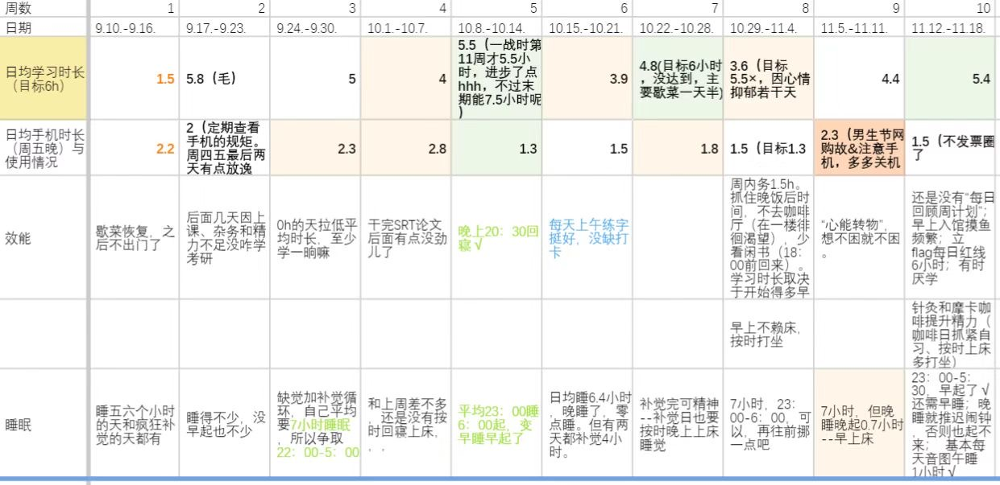 周数 1 2 3 4 5 6 7 8 9 10
日期 9.10.-9.16. 9.17.-9.23. 9.24.-9.30. 10.1.-10.7. 10.8.-10.14. 10.15.-10.21. 10.22.-10.28. 10.29.-11.4. 11.5.-11.11. 11.12.-11.18.
日均学习时长
（目标6h）
1.5
5.8（毛）
5
4
5.5（一战时第
11周才5.5小
时，进步了点
hhh，不过末
期能7.5小时呢
）
3.9
4.8(目标6小时
，没达到，主
要歇菜一天半)
3.6（目标
5.5×，因心情
抑郁若干天
4.4
5.4
日均手机时长
（周五晚）与
使用情况
2.2
2（定期查看
手机的规矩。
周四五最后两
天有点放逸
2.3
2.8
1.3
1.5
1.8
1.5（目标1.3
2.3（男生节网
购故&注意手
机，多多关机
1.5（不发票圈
了
效能
歇菜恢复，之
后不出门了
后面几天因上
课、杂务和精
力不足没咋学
考研
0h的天拉低平
均时长，至少
学一晌嘛
干完SRT论文，
后面有点没劲
儿了
晚上20：30回
寝√
每天上午练字
挺好，没缺打
卡
周内务1.5h。
抓住晚饭后时
间，不去咖啡
厅（在一楼徘
徊渴望），少
看闲书（18：
00前回来）。
学习时长取决
于开始得多早
“心能转物”，
想不困就不困
。
还是没有“每日
回顾周计划”；
早上入馆摸鱼
频繁；立
flag每日红线
6小时；有时
厌学
早上不赖床，
按时打坐
针灸和摩卡咖
啡提升精力（
咖啡日抓紧自
习、按时上床
多打坐）
睡眠
睡五六个小时
的天和疯狂补
觉的天都有
睡得不少，没
早起也不少
缺觉加补觉循
环，自己平均
要7小时睡眠
，所以争取
22：00-5：00
和上周差不多
，还是没有按
时回寝上床，
．．
平均23：00睡
6：00起，变
早睡早起了
日均睡6.4小时
，晚睡了，零
点睡。但有两
天都补觉4小
时。
补觉完可精神
--补觉日也要
按时晚上上床
睡觉
7小时，23：
00-6：00，可
以，再往前挪
一点吧
7小时，但晚
睡晚起0.7小时
--早上床
23：00-5：
30，早起了√
还需早睡；晚
睡就推迟闹钟
，否则也起不
来； 基本每
天音图午睡
1小时√